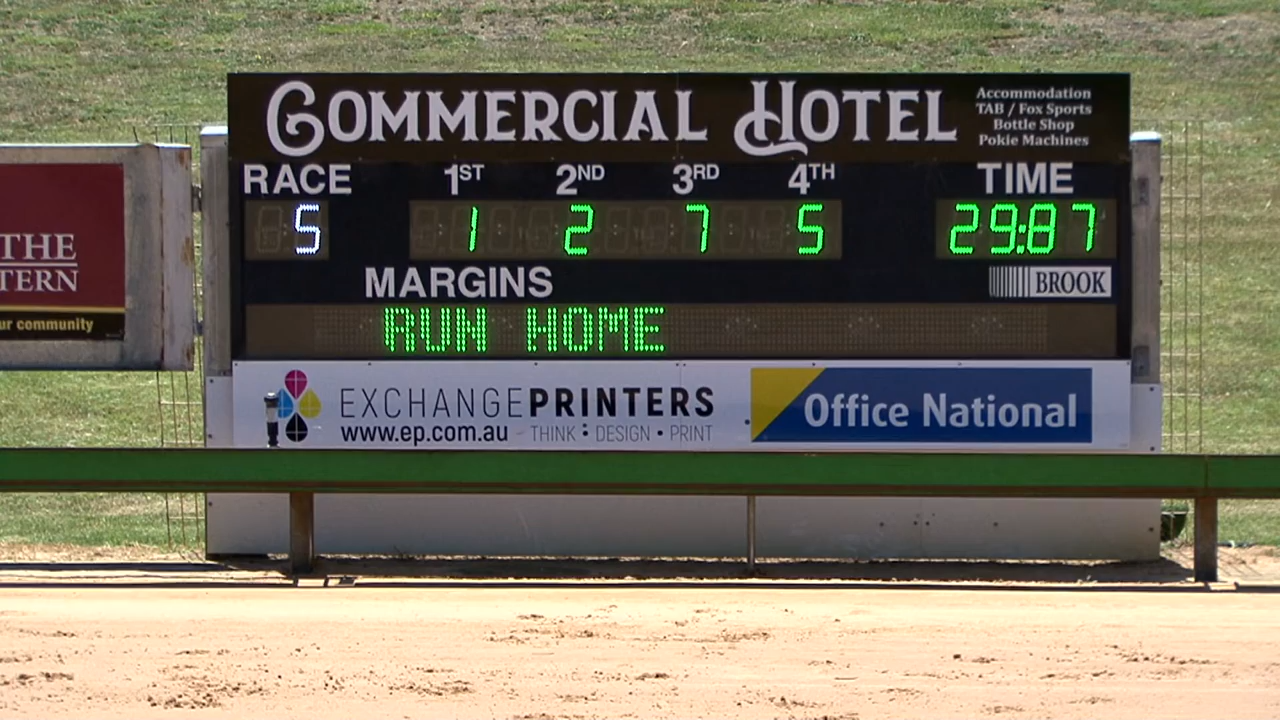 COMMERCIAL HOTEL
Accommodation
TAB / Fox Sports
Bottle Shop
Pokie Machines
RACE 1ST 2ND 3RD 4TH TIME
5 1 2 7 5 29:87
MARGINS
BROOK
RUN HOME
THE
TERN
ur community
EXCHANGEPRINTERS
www.ep.com.au THINK • DESIGN • PRINT
Office National